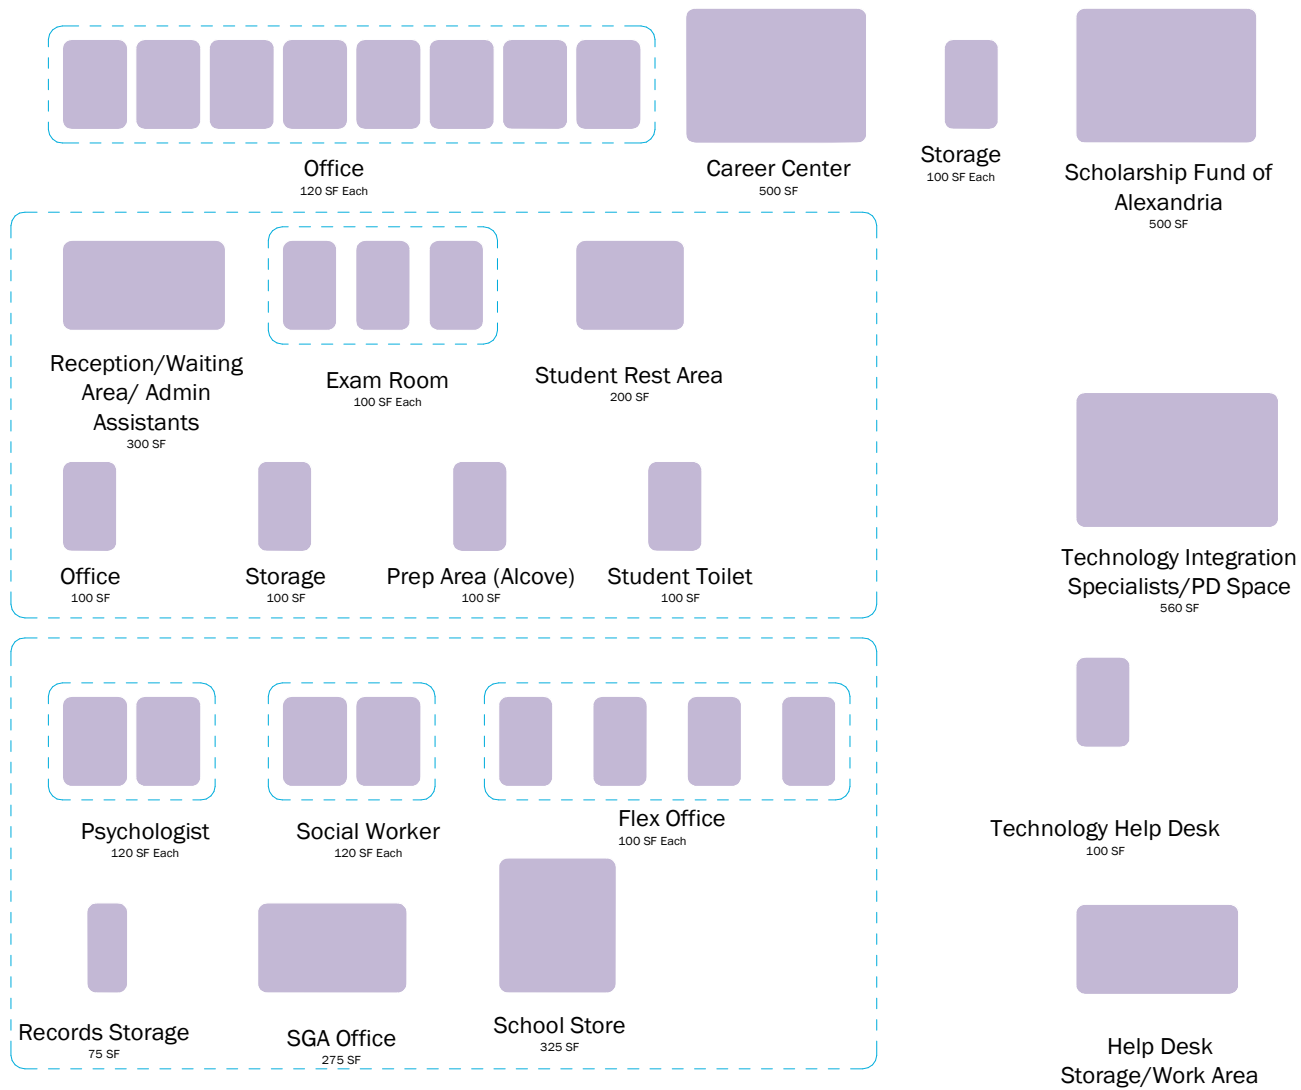 Office
120 SF Each
Career Center
500 SF
Storage
100 SF Each
Scholarship Fund of
Alexandria
500 SF
Reception/Waiting
Area/ Admin
Assistants
300 SF
Exam Room
100 SF Each
Student Rest Area
200 SF
Office
100 SF
Storage
100 SF
Prep Area (Alcove)
100 SF
Student Toilet
100 SF
Technology Integration
Specialists/PD Space
560 SF
Psychologist
120 SF Each
Social Worker
120 SF Each
Flex Office
100 SF Each
Technology Help Desk
100 SF
Records Storage
75 SF
SGA Office
275 SF
School Store
325 SF
Help Desk
Storage/Work Area